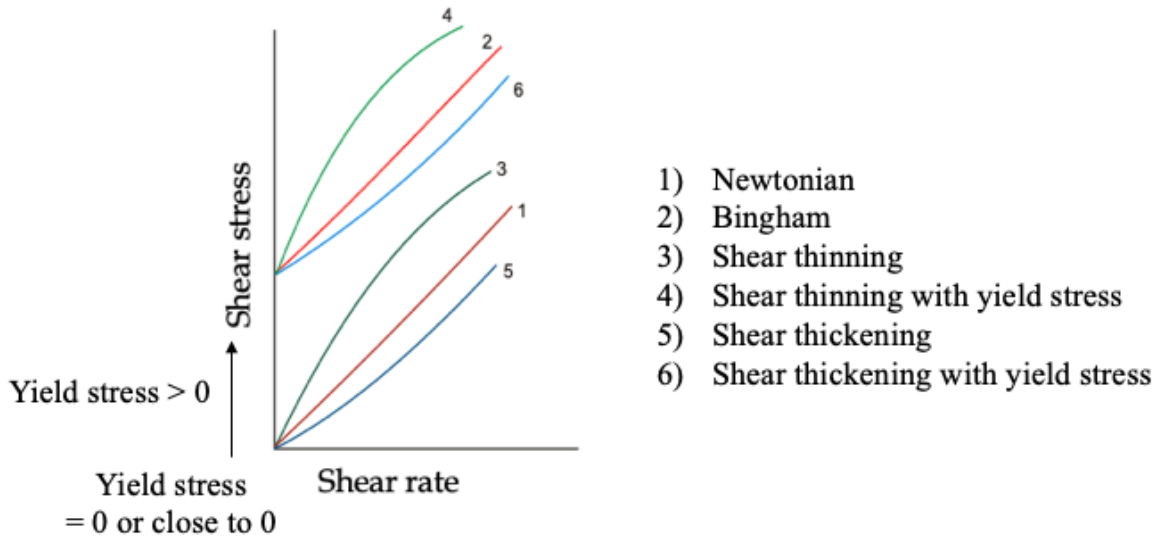 4
2
6
3
1
5
Shear stress
Yield stress > 0
Yield stress
= 0 or close to 0
Shear rate
1) Newtonian
2) Bingham
3) Shear thinning
4) Shear thinning with yield stress
5) Shear thickening
6) Shear thickening with yield stress